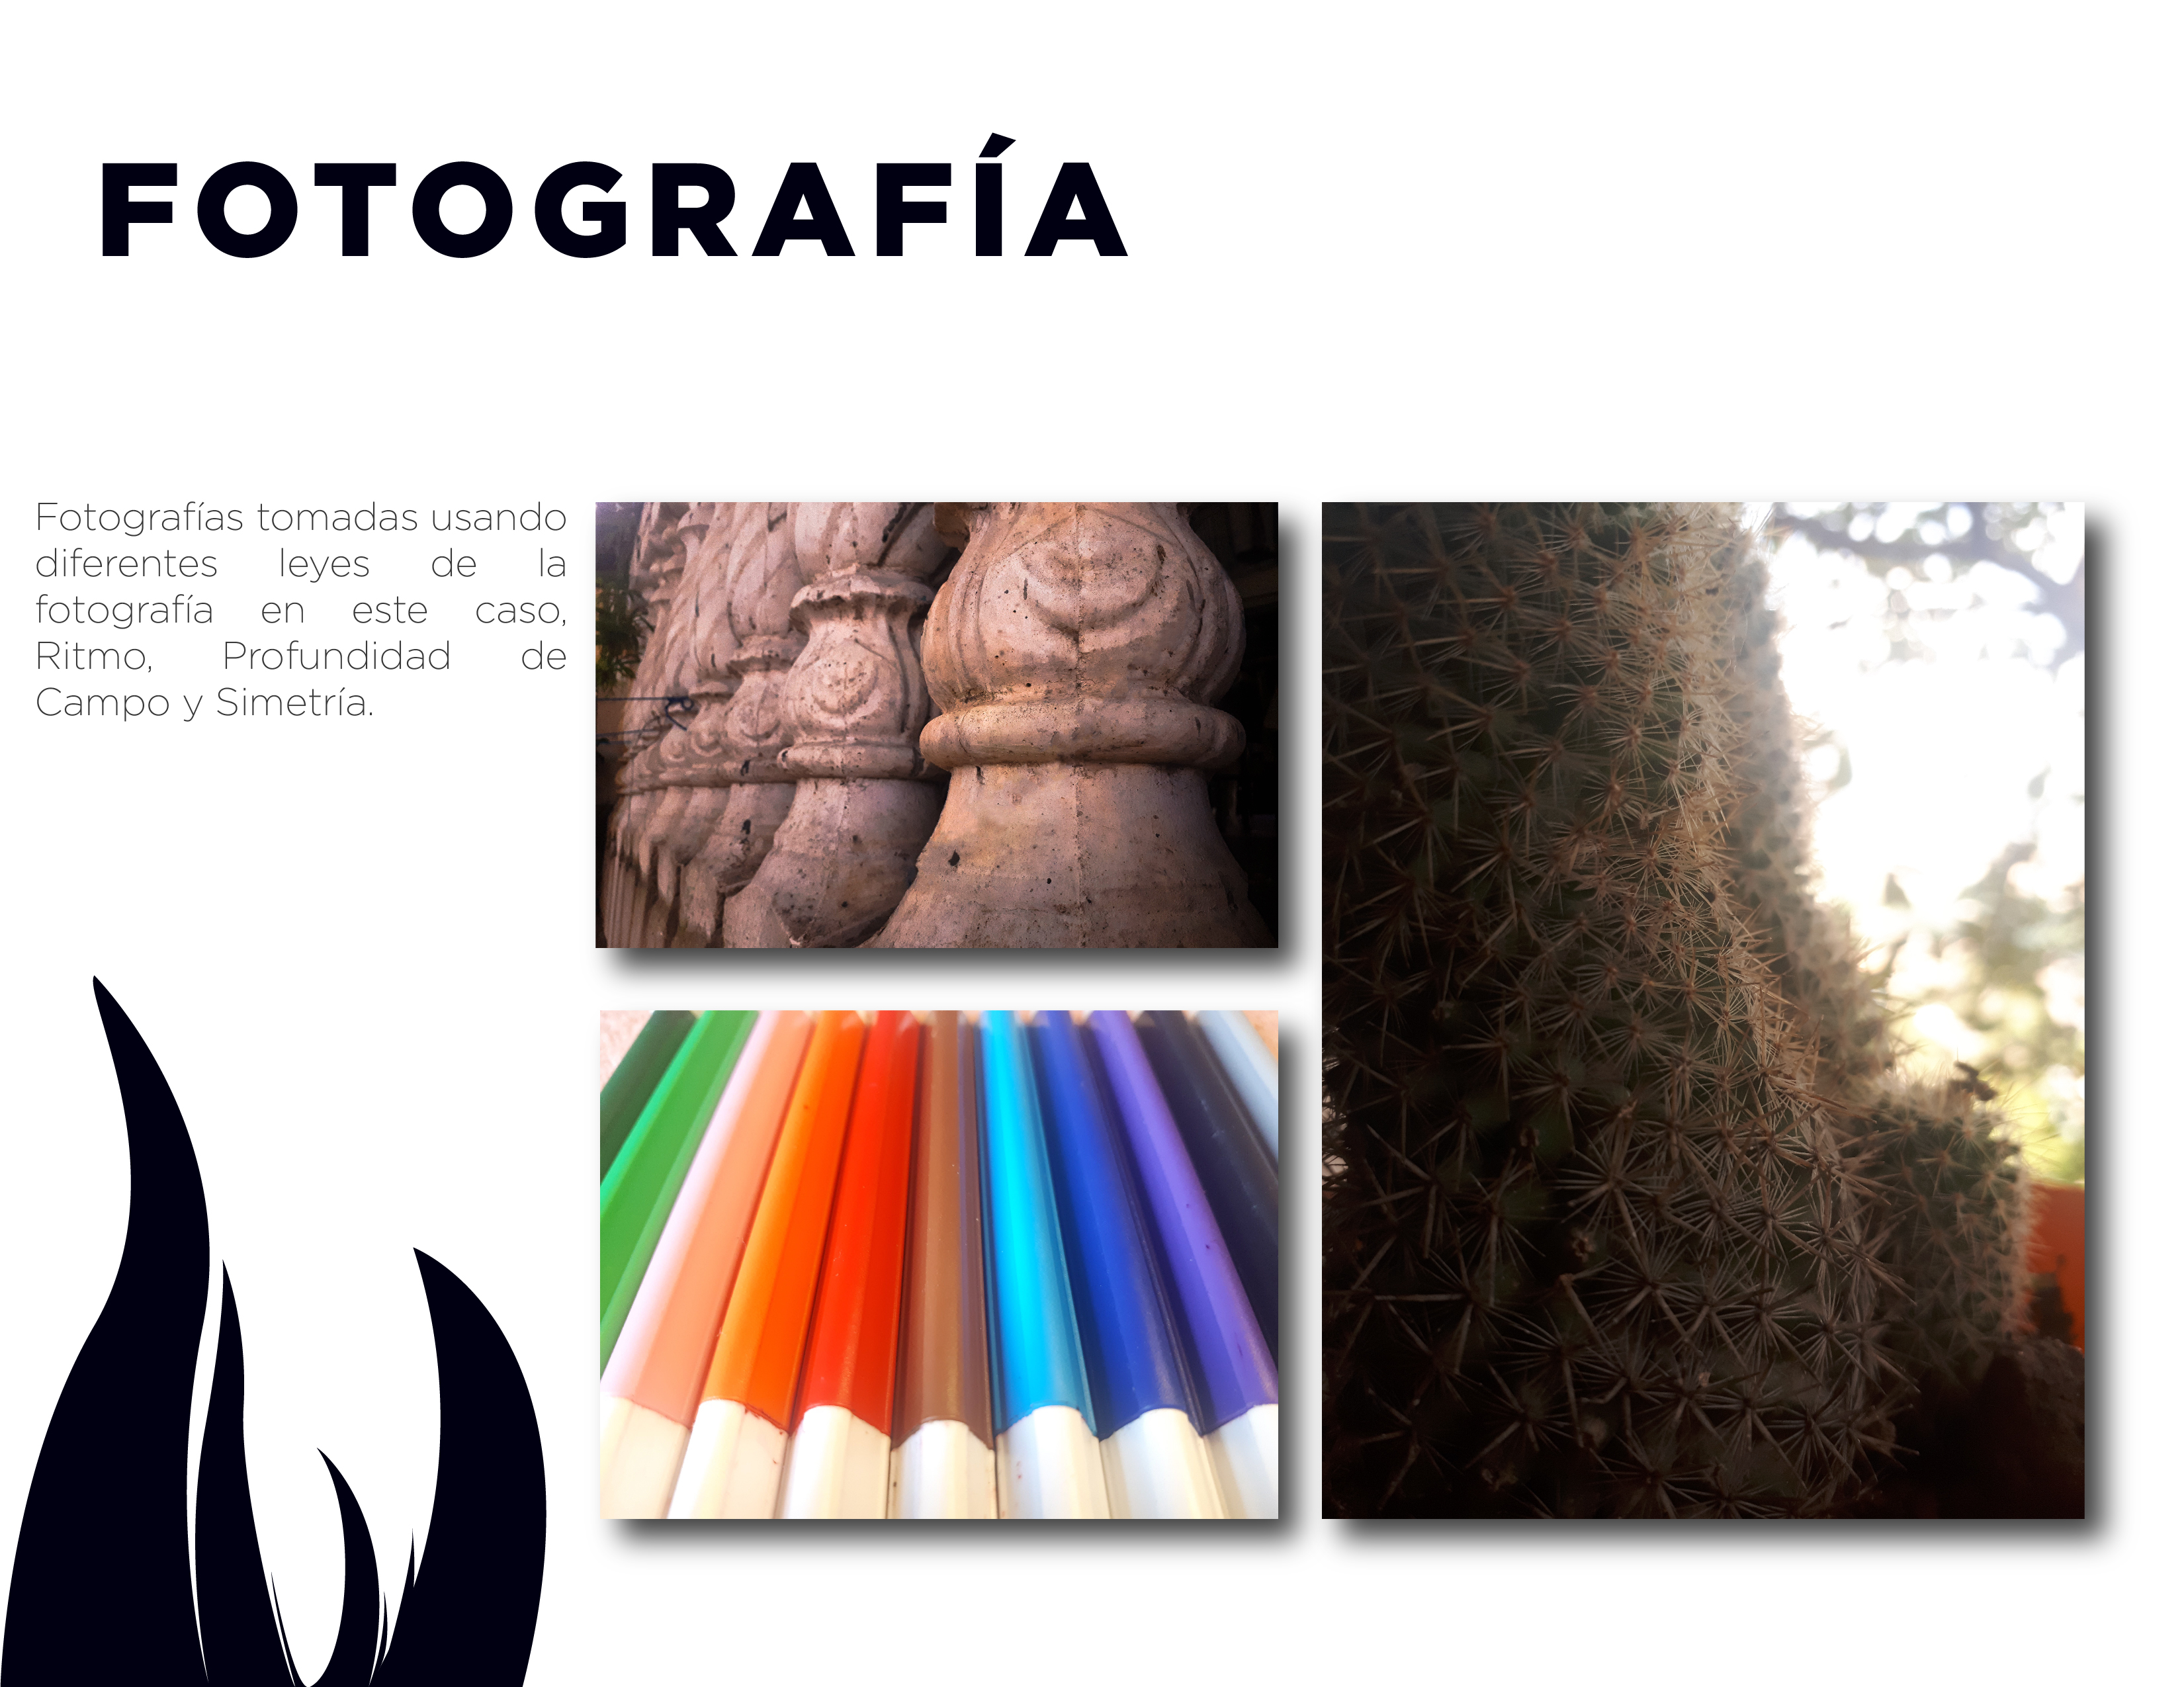 FOTOGRAFÍA
Fotografías tomadas usando
diferentes leyes de la
fotografía en este caso,
Ritmo, Profundidad de
Campo y Simetría.